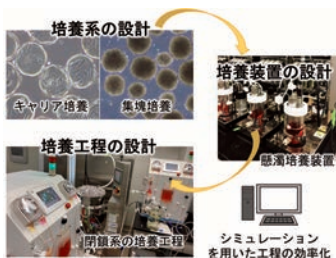 培養系の設計
キャリア培養
集塊培養
培養装置の設計
懸濁培養装置
培養工程の設計
閉鎖系の培養工程
シミュレーション
を用いた工程の効率化